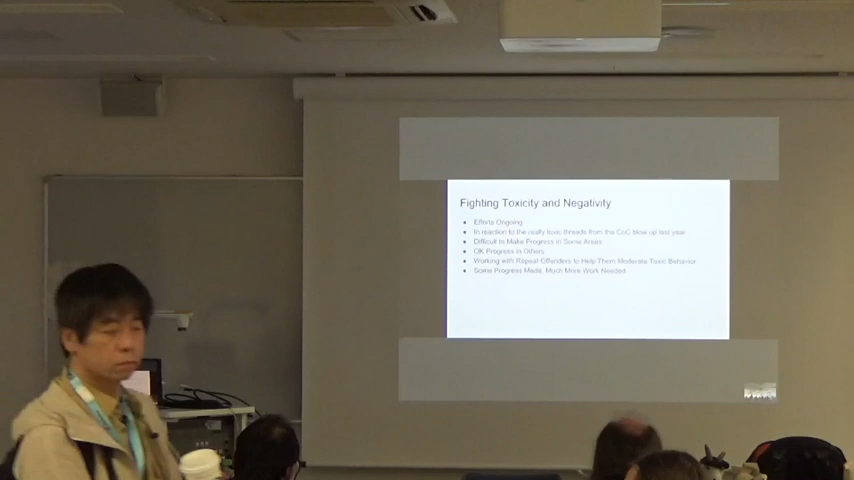 Fighting Toxicity and Negativity
Efforts Ongoing
In reaction to the really toxic threads from the CoC blow up last year
Difficult to Make Progress in Some Areas
OK Progress in Others
Working with Repeat Offenders to Help Them Moderate Toxic Behavior
Some Progress Made, Much More Work Needed